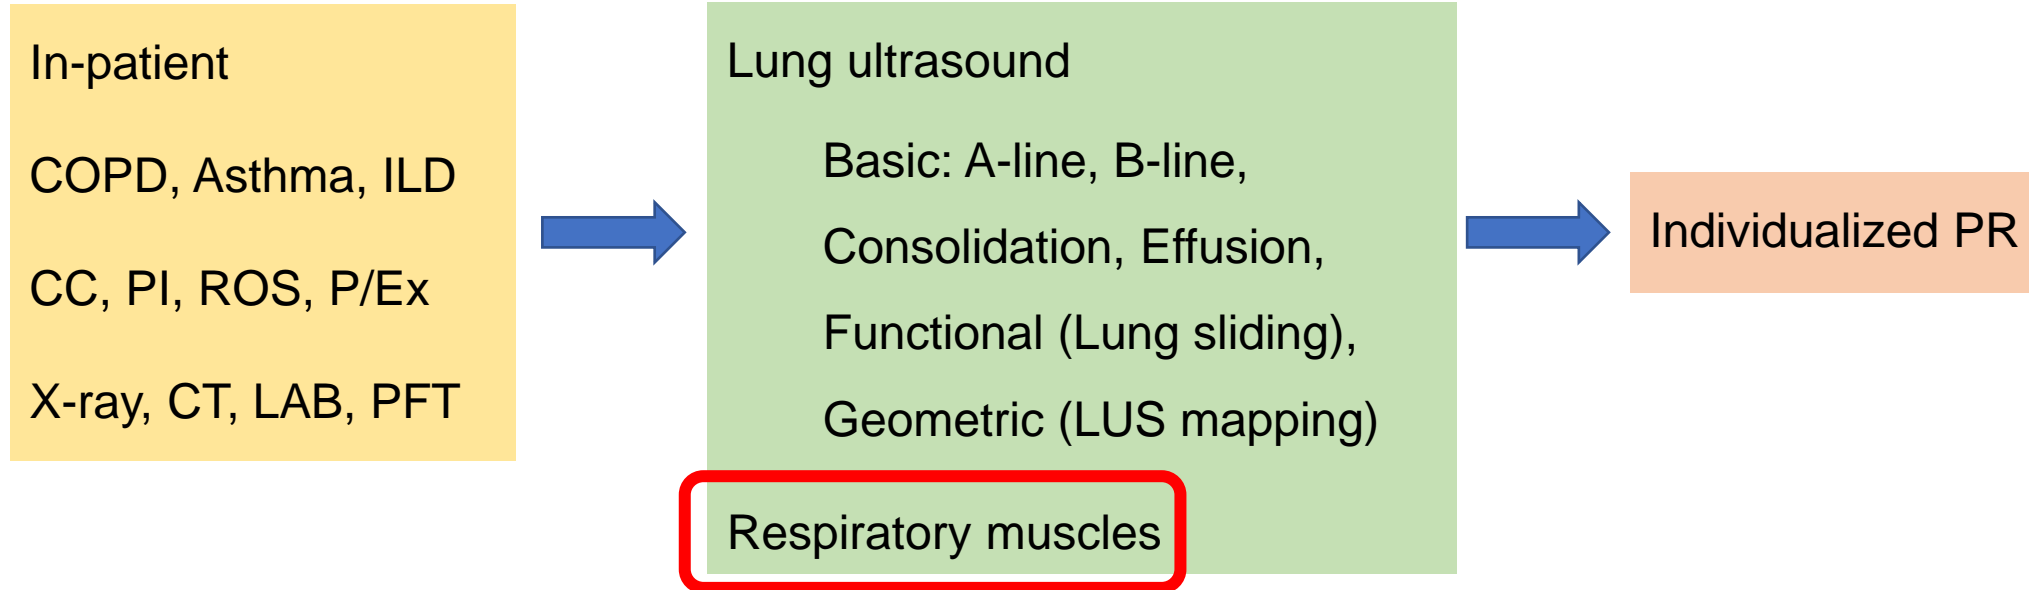 In-patient
COPD, Asthma, ILD
CC, PI, ROS, P/Ex
X-ray, CT, LAB, PFT
Lung ultrasound
Basic: A-line, B-line,
Consolidation, Effusion,
Functional (Lung sliding),
Geometric (LUS mapping)
Respiratory muscles
Individualized PR